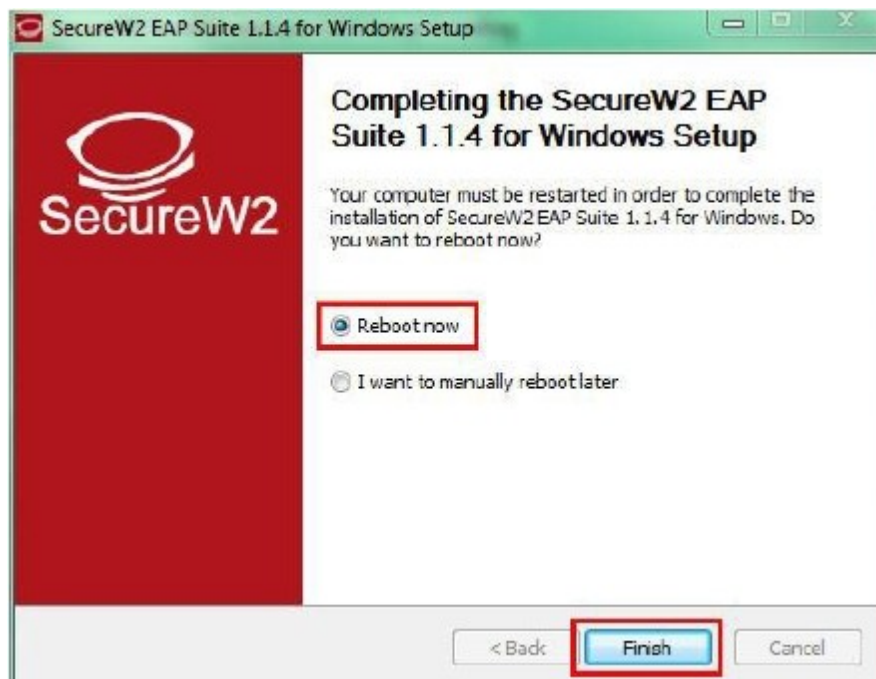 SecureW2 EAP Suite 1.1.4 for Windows Setup
SecureW2
Completing the SecureW2 EAP
Suite 1.1.4 for Windows Setup
Your computer must be restarted in order to complete the
installation of SecureW2 EAP Suite 1.1.4 for Windows. Do
you want to reboot now?
Reboot now
I want to manually reboot later
< Back
Finish
Cancel